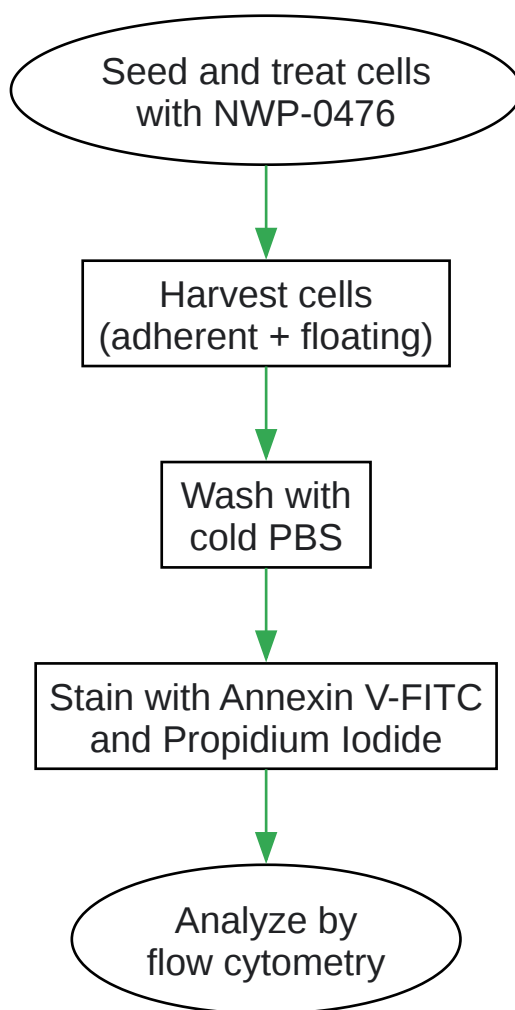 Seed and treat cells
with NWP-0476
Harvest cells
(adherent + floating)
Wash with
cold PBS
Stain with Annexin V-FITC
and Propidium Iodide
Analyze by
flow cytometry